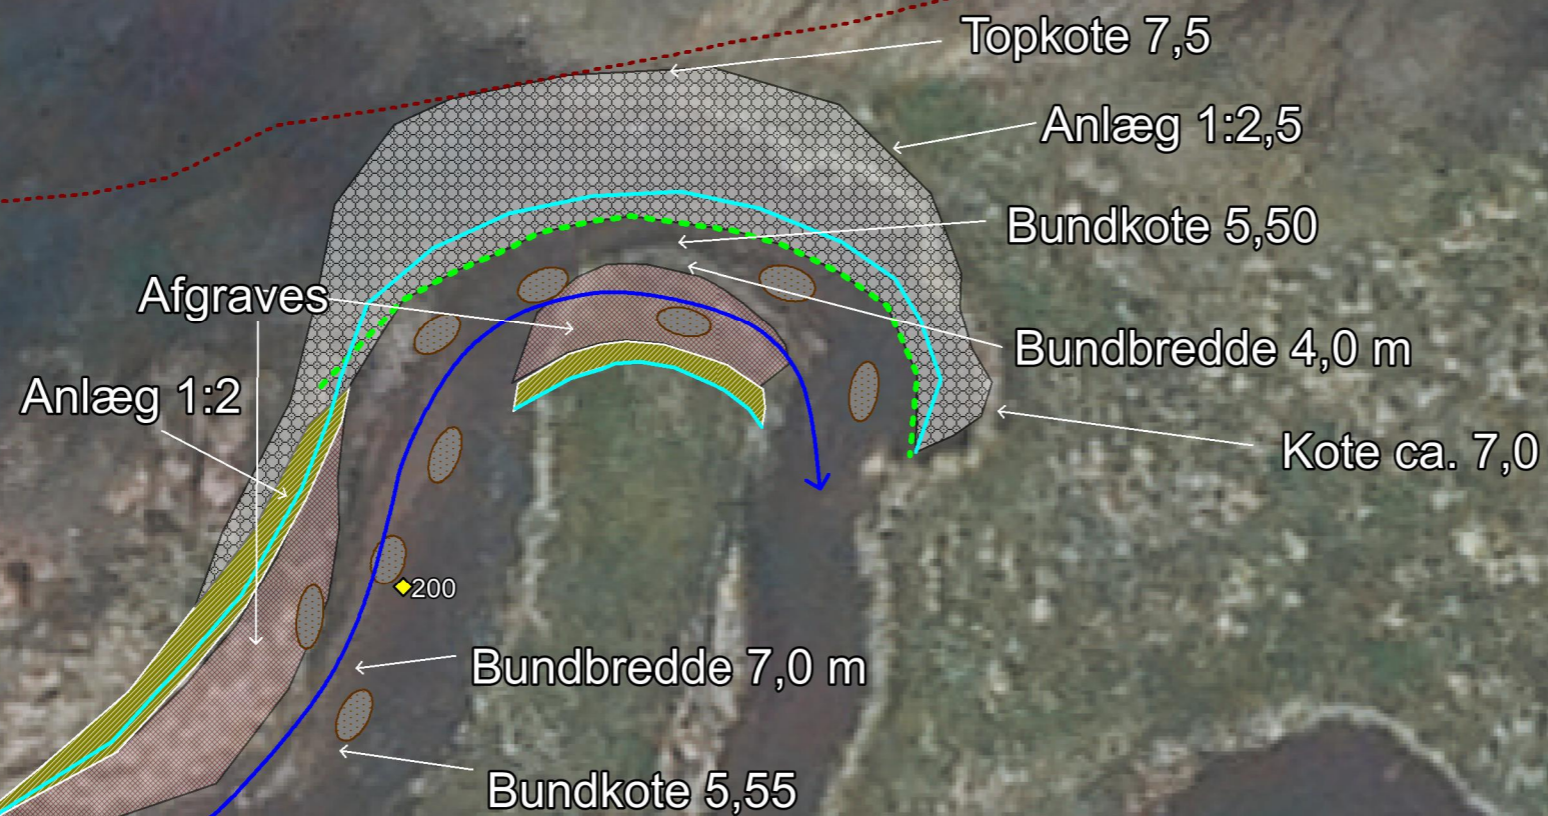 Topkote 7,5
Anlæg 1:2,5
Bundkote 5,50
Afgraves
Bundbredde 4,0 m
Anlæg 1:2
Kote ca. 7,0
200
Bundbredde 7,0 m
Bundkote 5,55